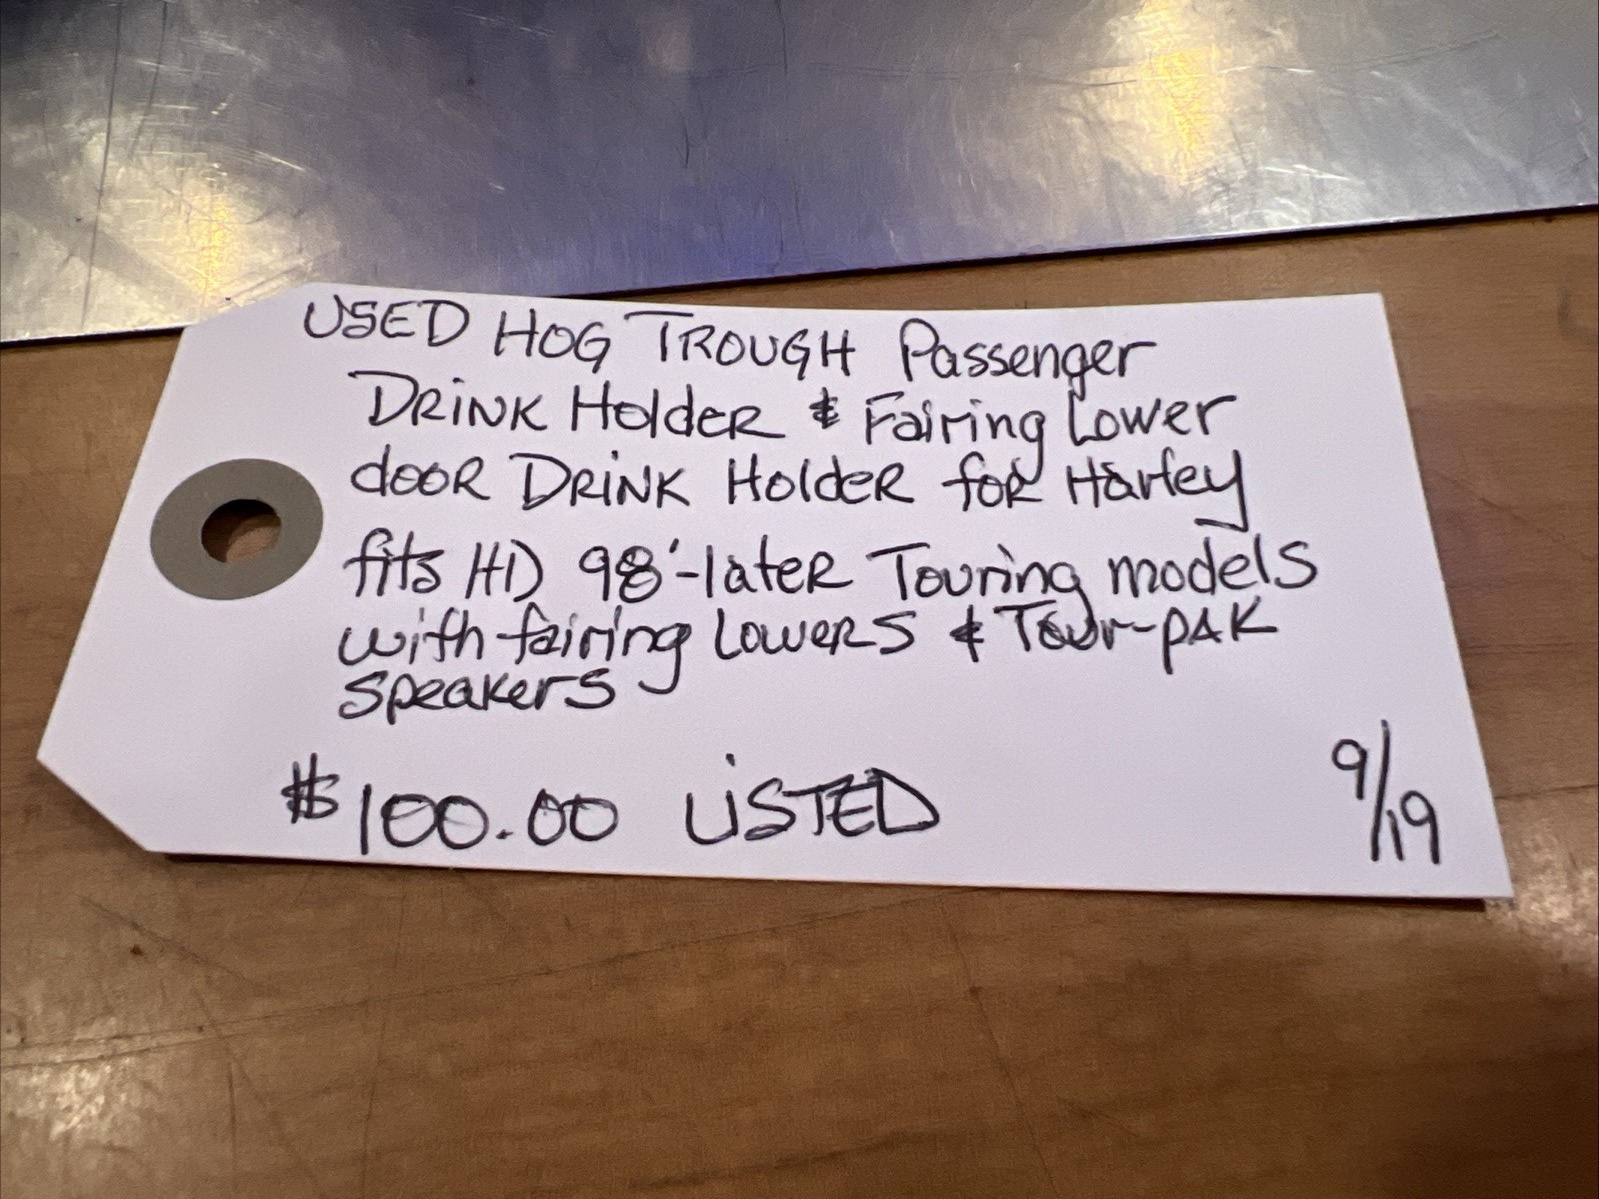 USED HOG TROUGH Passenger
DRiNK HoldeR & Fairing Lower
dooR DRiNK HoldeR foR Harley
fits HD 98'-lateR Touring models
with fairing LoweRS & Tour-pAK
SpeakerS
$100.00 LiSTED
9/19